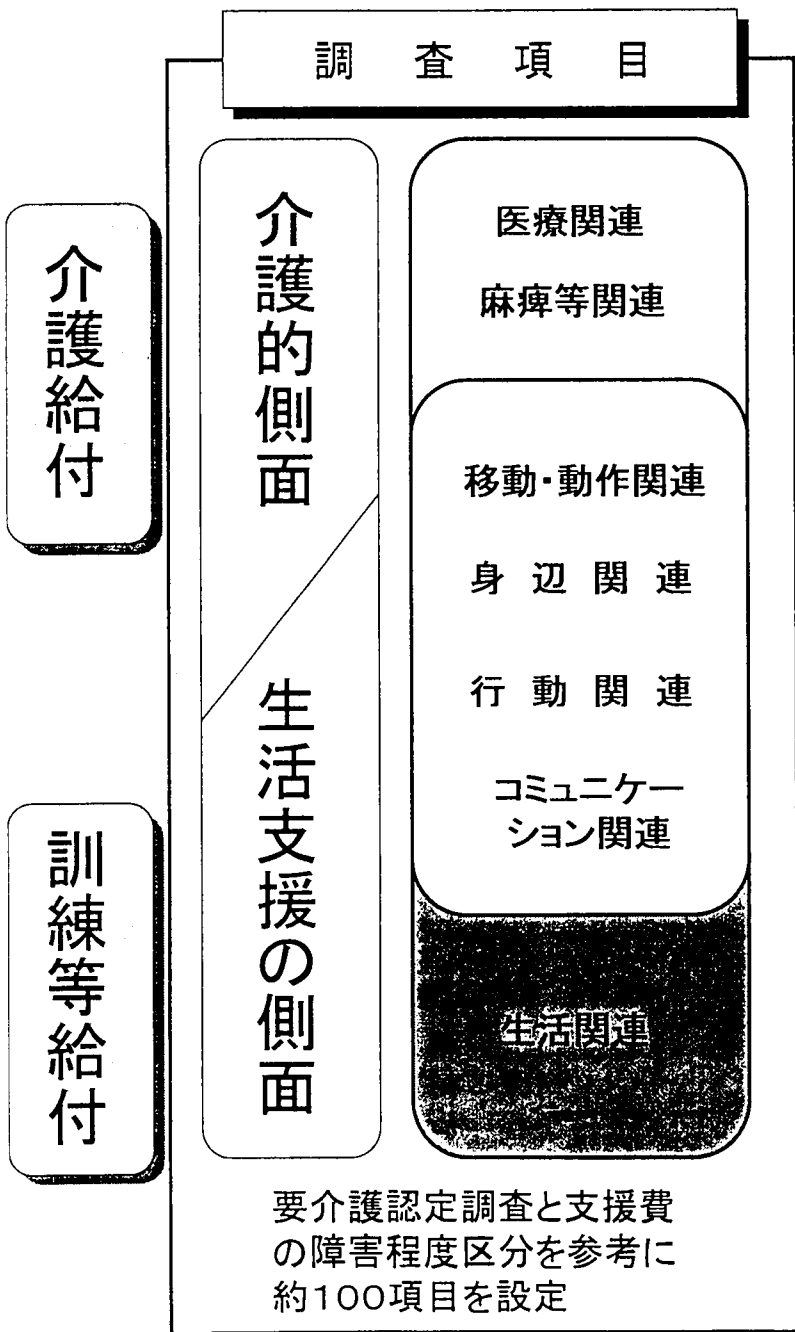 調査項目
介護給付
訓練等給付
介護的側面
生活支援の側面
医療関連
麻痺等関連
移動・動作関連
身辺関連
行動関連
コミュニケー
ション関連
生活関連
要介護認定調査と支援費
の障害程度区分を参考に
約100項目を設定